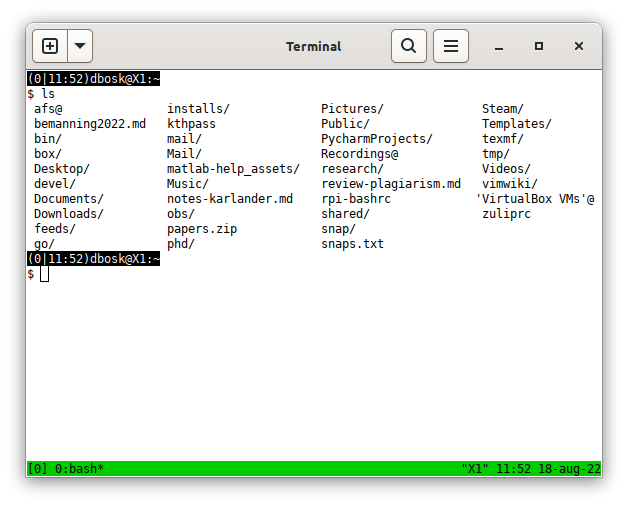 Terminal
(0|11:52)dbosk@X1:~
$ ls
afs@ installs/ Pictures/ Steam/
bemanning2022.md kthpass Public/ Templates/
bin/ mail/ PycharmProjects/ texmf/
box/ Mail/ Recordings@ tmp/
Desktop/ matlab-help_assets/ research/ Videos/
devel/ Music/ review-plagiarism.md vimwiki/
Documents/ notes-karlander.md rpi-bashrc 'VirtualBox VMs'@
Downloads/ obs/ shared/ zuliprc
feeds/ papers.zip snap/
go/ phd/ snaps.txt
(0|11:52)dbosk@X1:~
$
[0] 0:bash* "X1" 11:52 18-aug-22